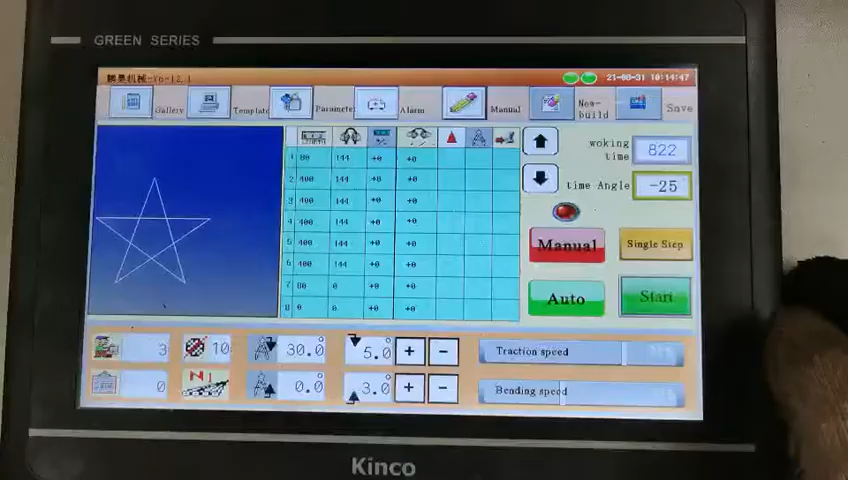 GREEN SERIES
21-08-31 10:14:47
Gallery Template Parameter Alarm Manual New-build Save
1 80 144 +0 +0
2 400 144 +0 +0
3 400 144 +0 +0
4 400 144 +0 +0
5 400 144 +0 +0
6 400 144 +0 +0
7 80 0 +0 +0
8 0 0 +0 +0
woking time 822
time Angle -25
Manual Single Step
Auto Start
3 10 30.0 5.0 + − Traction speed
0 N1 0.0 3.0 + − Bending speed
Kinco